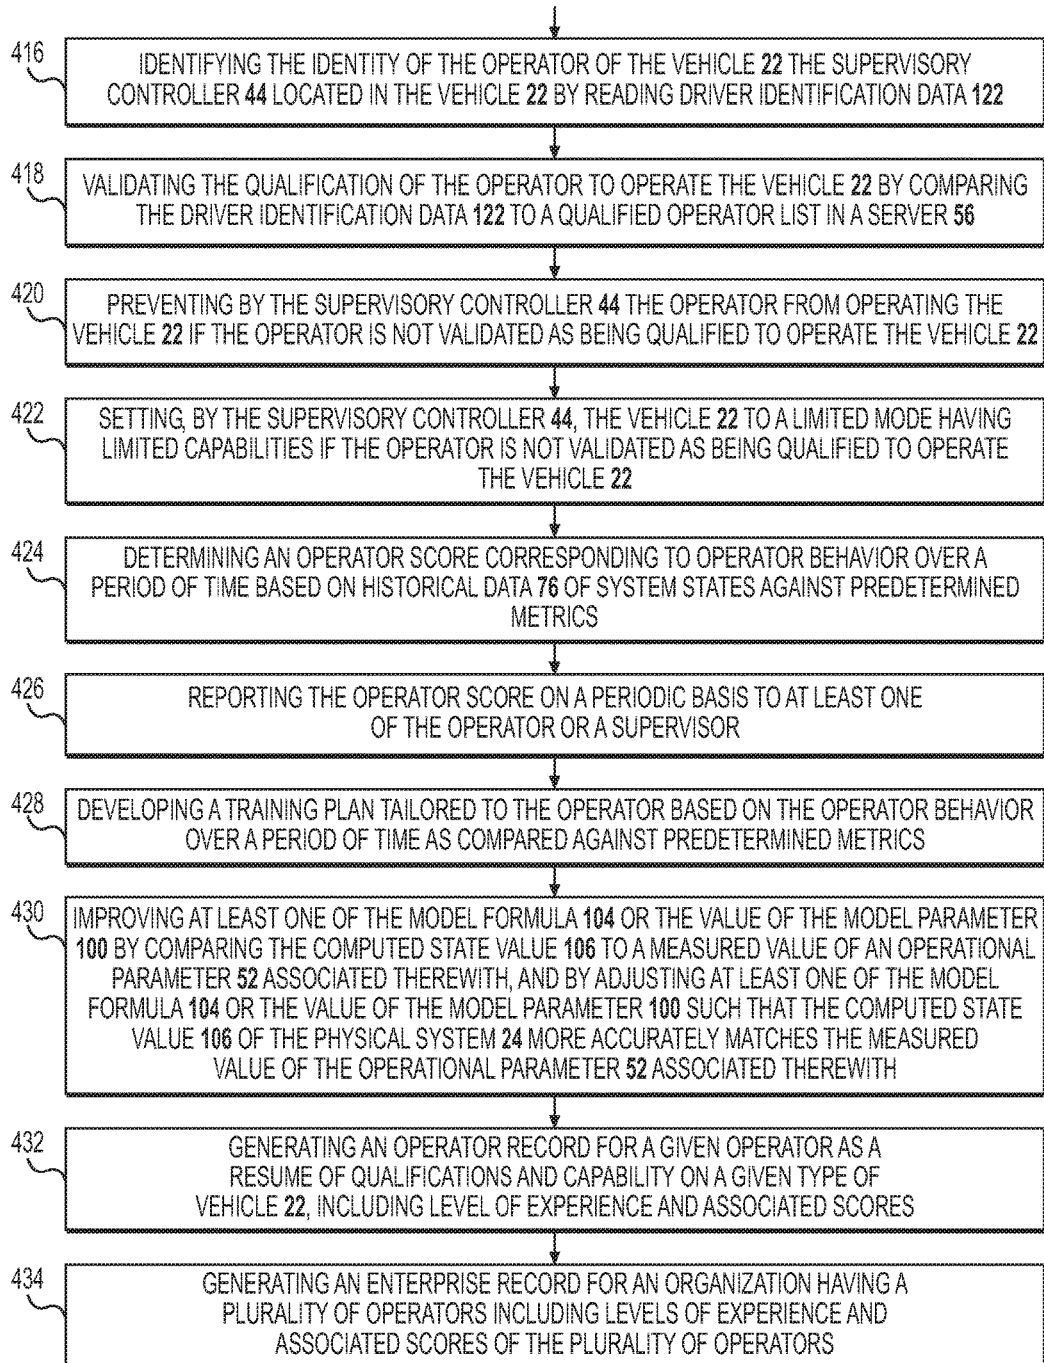 416
IDENTIFYING THE IDENTITY OF THE OPERATOR OF THE VEHICLE 22 THE SUPERVISORY
CONTROLLER 44 LOCATED IN THE VEHICLE 22 BY READING DRIVER IDENTIFICATION DATA 122
418
VALIDATING THE QUALIFICATION OF THE OPERATOR TO OPERATE THE VEHICLE 22 BY COMPARING
THE DRIVER IDENTIFICATION DATA 122 TO A QUALIFIED OPERATOR LIST IN A SERVER 56
420
PREVENTING BY THE SUPERVISORY CONTROLLER 44 THE OPERATOR FROM OPERATING THE
VEHICLE 22 IF THE OPERATOR IS NOT VALIDATED AS BEING QUALIFIED TO OPERATE THE VEHICLE 22
422
SETTING, BY THE SUPERVISORY CONTROLLER 44, THE VEHICLE 22 TO A LIMITED MODE HAVING
LIMITED CAPABILITIES IF THE OPERATOR IS NOT VALIDATED AS BEING QUALIFIED TO OPERATE
THE VEHICLE 22
424
DETERMINING AN OPERATOR SCORE CORRESPONDING TO OPERATOR BEHAVIOR OVER A
PERIOD OF TIME BASED ON HISTORICAL DATA 76 OF SYSTEM STATES AGAINST PREDETERMINED
METRICS
426
REPORTING THE OPERATOR SCORE ON A PERIODIC BASIS TO AT LEAST ONE
OF THE OPERATOR OR A SUPERVISOR
428
DEVELOPING A TRAINING PLAN TAILORED TO THE OPERATOR BASED ON THE OPERATOR BEHAVIOR
OVER A PERIOD OF TIME AS COMPARED AGAINST PREDETERMINED METRICS
430
IMPROVING AT LEAST ONE OF THE MODEL FORMULA 104 OR THE VALUE OF THE MODEL PARAMETER
100 BY COMPARING THE COMPUTED STATE VALUE 106 TO A MEASURED VALUE OF AN OPERATIONAL
PARAMETER 52 ASSOCIATED THEREWITH, AND BY ADJUSTING AT LEAST ONE OF THE MODEL
FORMULA 104 OR THE VALUE OF THE MODEL PARAMETER 100 SUCH THAT THE COMPUTED STATE
VALUE 106 OF THE PHYSICAL SYSTEM 24 MORE ACCURATELY MATCHES THE MEASURED
VALUE OF THE OPERATIONAL PARAMETER 52 ASSOCIATED THEREWITH
432
GENERATING AN OPERATOR RECORD FOR A GIVEN OPERATOR AS A
RESUME OF QUALIFICATIONS AND CAPABILITY ON A GIVEN TYPE OF
VEHICLE 22, INCLUDING LEVEL OF EXPERIENCE AND ASSOCIATED SCORES
434
GENERATING AN ENTERPRISE RECORD FOR AN ORGANIZATION HAVING A
PLURALITY OF OPERATORS INCLUDING LEVELS OF EXPERIENCE AND
ASSOCIATED SCORES OF THE PLURALITY OF OPERATORS